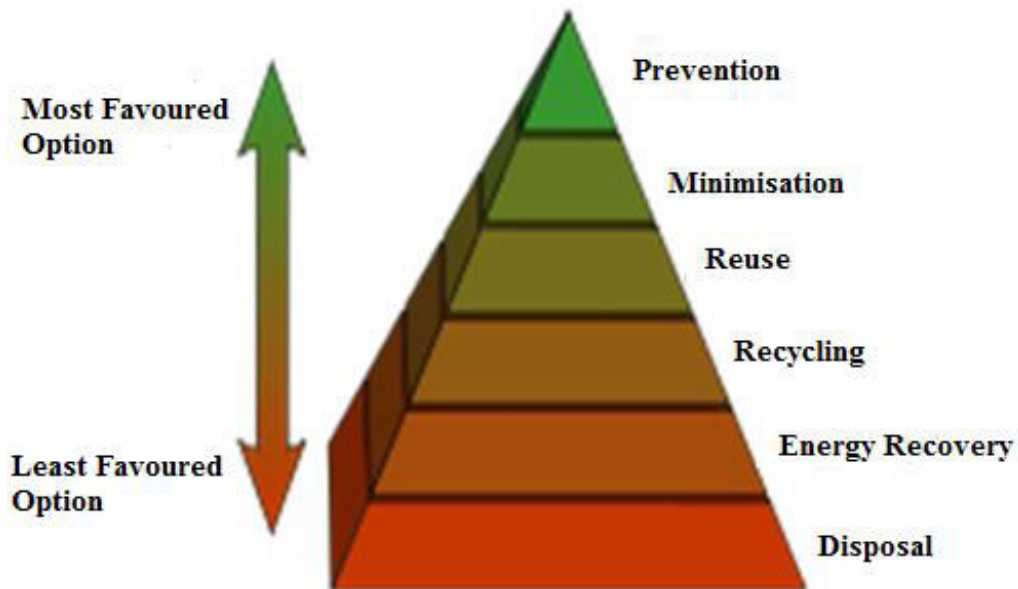 Prevention
Most Favoured
Option
Minimisation
Reuse
Recycling
Energy Recovery
Least Favoured
Option
Disposal